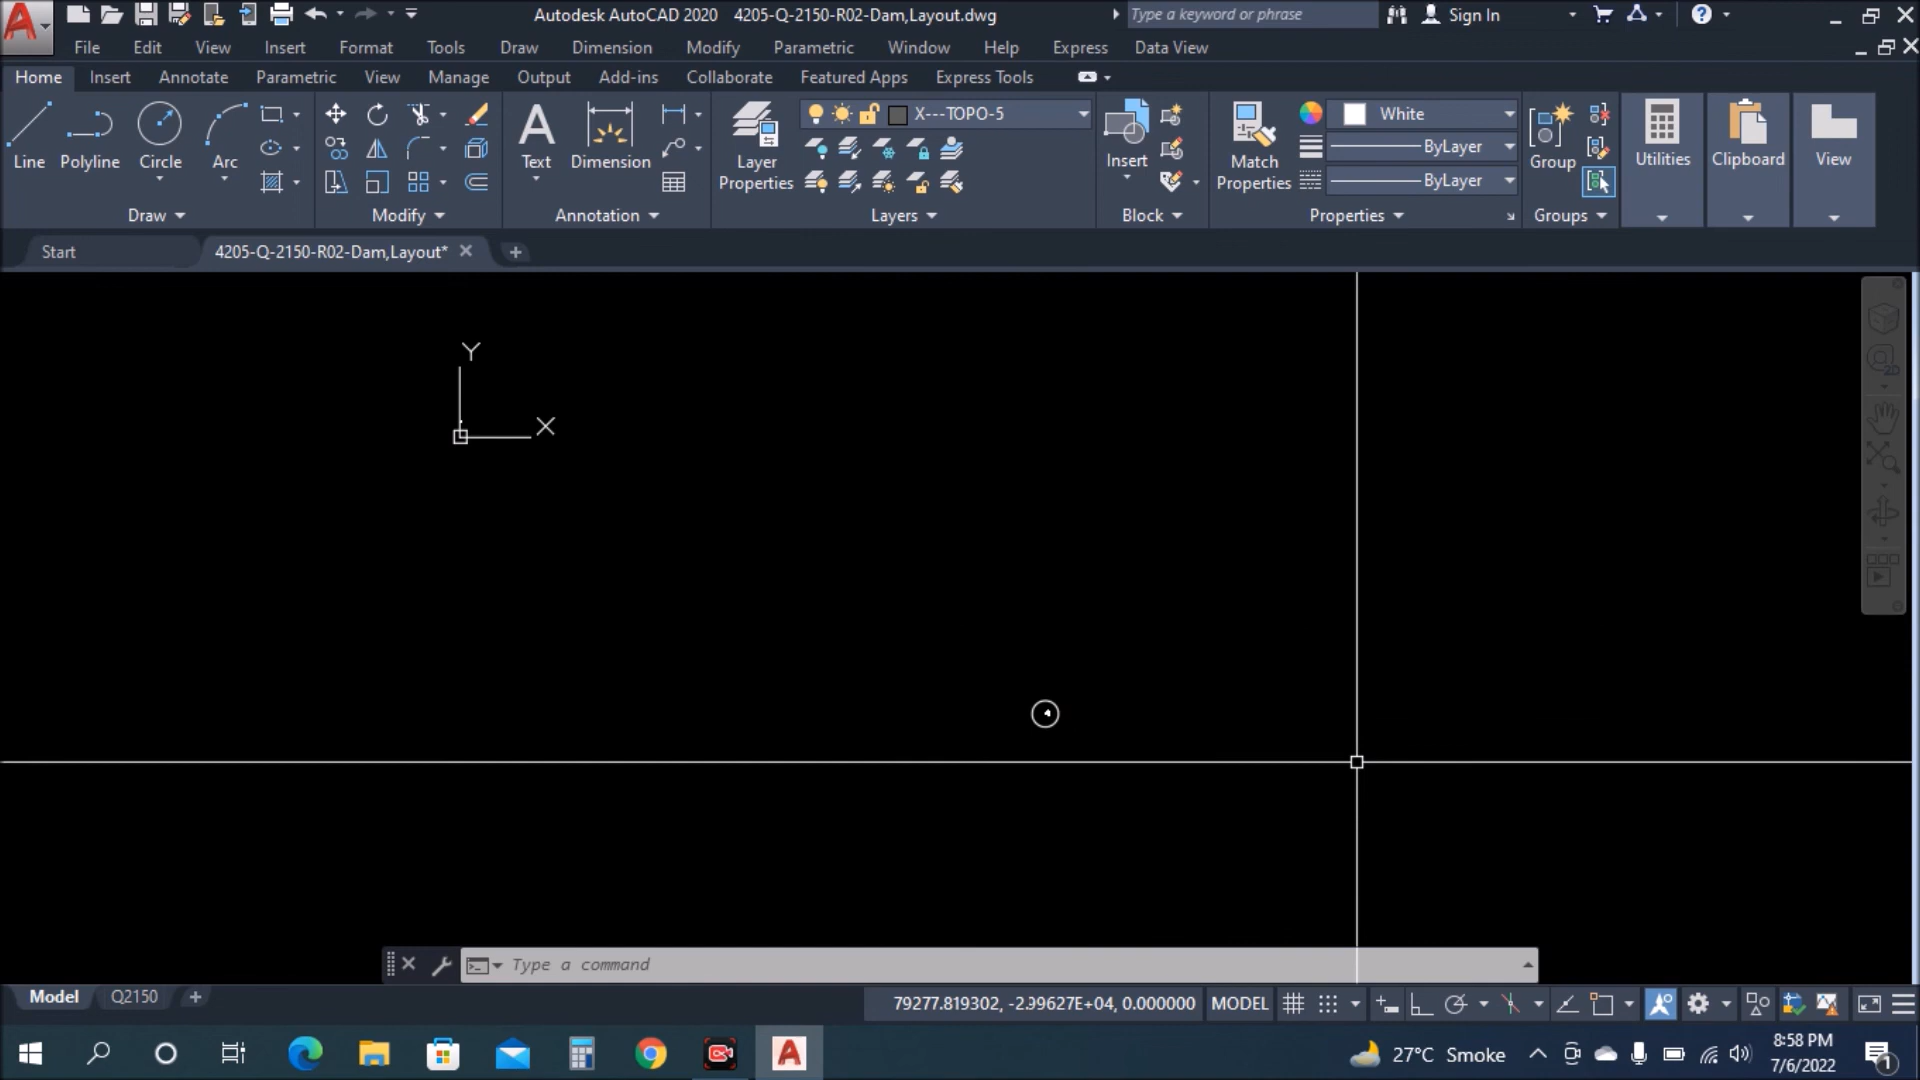 Autodesk AutoCAD 2020 4205-Q-2150-R02-Dam,Layout.dwg Type a keyword or phrase Sign In
File Edit View Insert Format Tools Draw Dimension Modify Parametric Window Help Express Data View
Home Insert Annotate Parametric View Manage Output Add-ins Collaborate Featured Apps Express Tools
X---TOPO-5 White
ByLayer
Line Polyline Circle Arc Text Dimension Layer Properties Insert Match Properties Group Utilities Clipboard View
ByLayer
Draw Modify Annotation Layers Block Properties Groups
Start 4205-Q-2150-R02-Dam,Layout*
Y
X
Type a command
Model Q2150 79277.819302, -2.99627E+04, 0.000000 MODEL
27°C Smoke 8:58 PM
7/6/2022 1